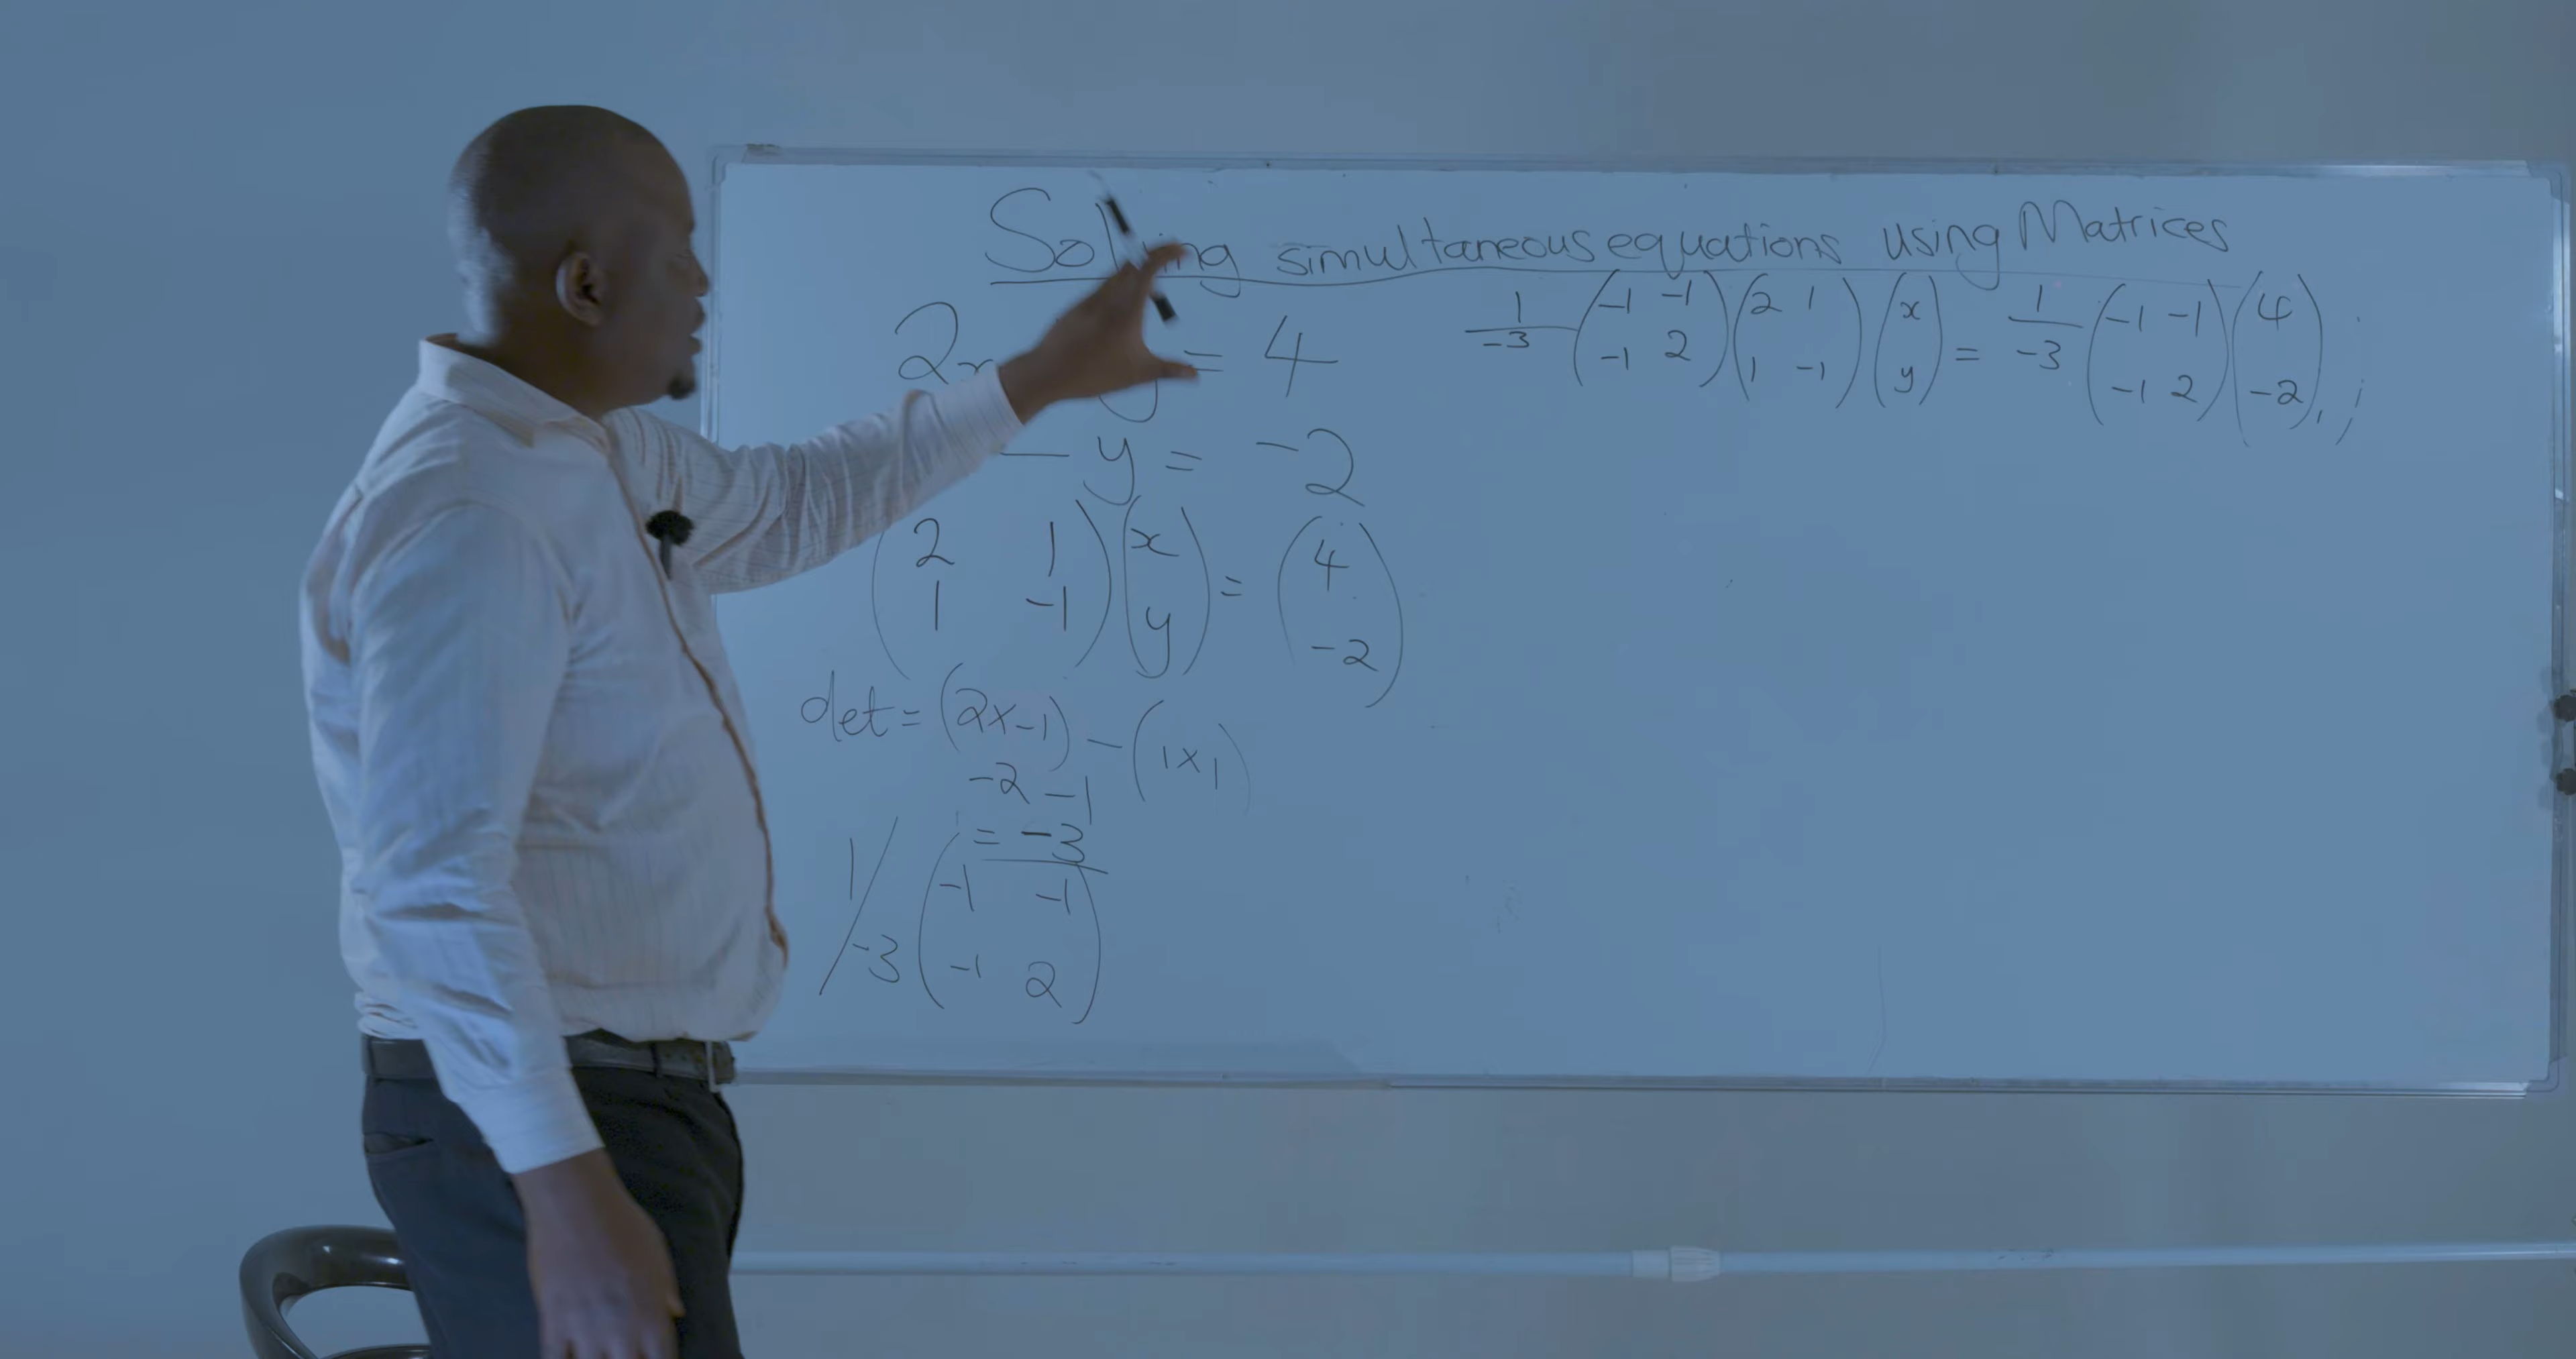 Solving simultaneous equations using Matrices
2x y = 4
- y = -2
(2 1) (x) = (4)
(1 -1) (y) (-2)
det = (2x-1) - (1x1)
-2 -1
= -3
1/-3 (-1 -1)
(-1 2)
1/-3 (-1 -1) (2 1) (x) = 1/-3 (-1 -1) (4)
(-1 2) (1 -1) (y) (-1 2) (-2)